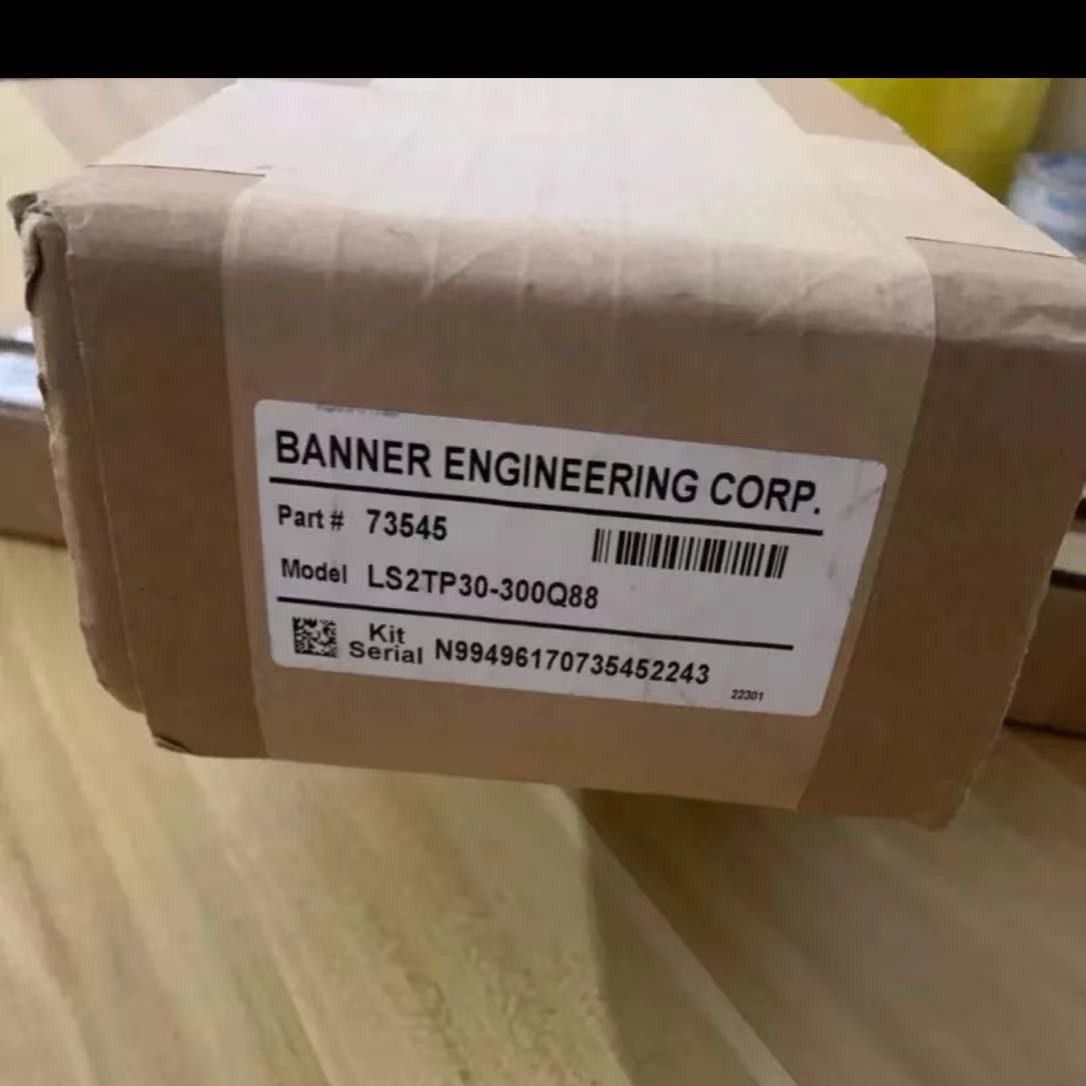 BANNER ENGINEERING CORP.
Part # 73545
Model LS2TP30-300Q88
Kit Serial N99496170735452243
22301